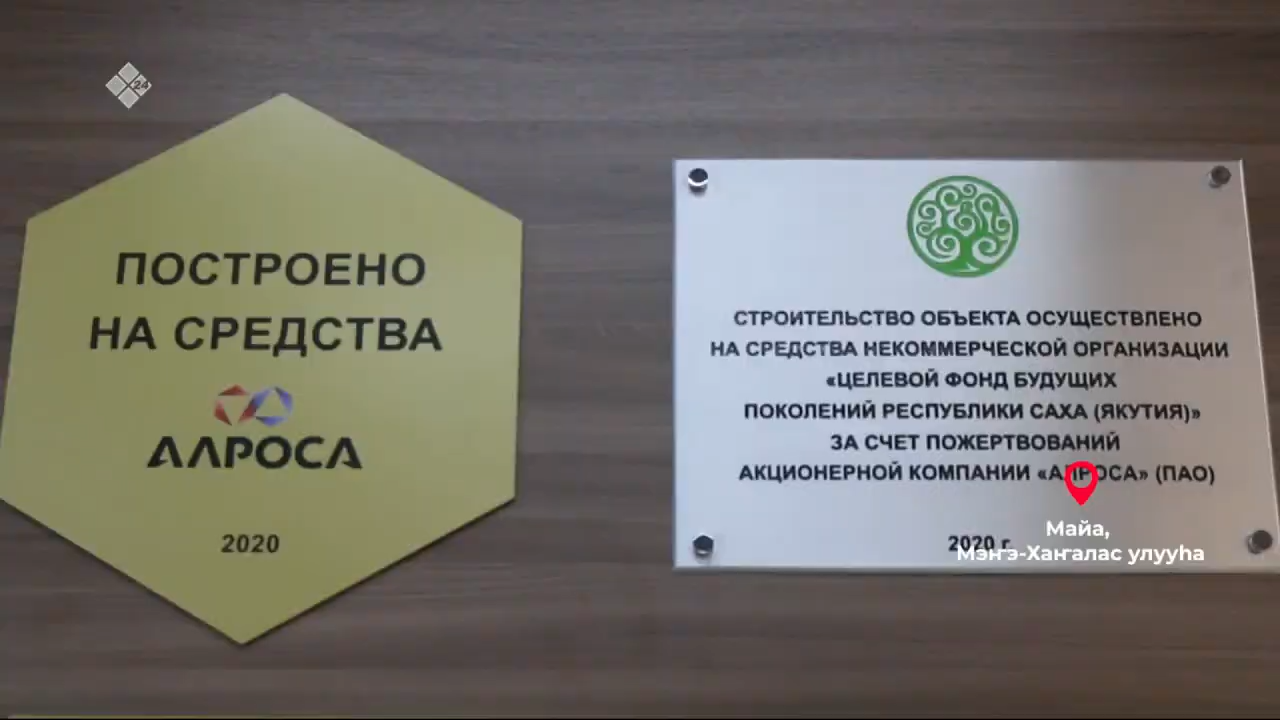 24
ПОСТРОЕНО
НА СРЕДСТВА
АЛРОСА
2020
СТРОИТЕЛЬСТВО ОБЪЕКТА ОСУЩЕСТВЛЕНО
НА СРЕДСТВА НЕКОММЕРЧЕСКОЙ ОРГАНИЗАЦИИ
«ЦЕЛЕВОЙ ФОНД БУДУЩИХ
ПОКОЛЕНИЙ РЕСПУБЛИКИ САХА (ЯКУТИЯ)»
ЗА СЧЕТ ПОЖЕРТВОВАНИЙ
АКЦИОНЕРНОЙ КОМПАНИИ «АЛРОСА» (ПАО)
2020 г.
Майа,
Мэҥэ-Хаҥалас улууһа